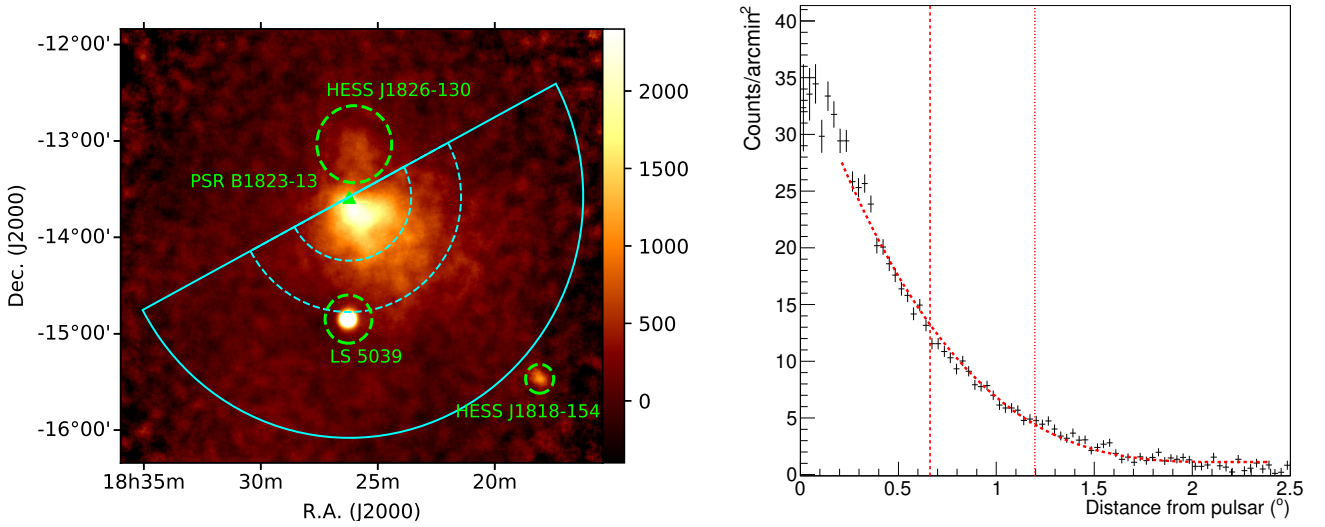 -12°00'
-13°00'
-14°00'
-15°00'
-16°00'
Dec. (J2000)
18h35m
30m
25m
20m
R.A. (J2000)
HESS J1826-130
PSR B1823-13
LS 5039
HESS J1818-154
2000
1500
1000
500
0
Counts/arcmin²
40
35
30
25
20
15
10
5
0
0
0.5
1
1.5
2
2.5
Distance from pulsar (°)